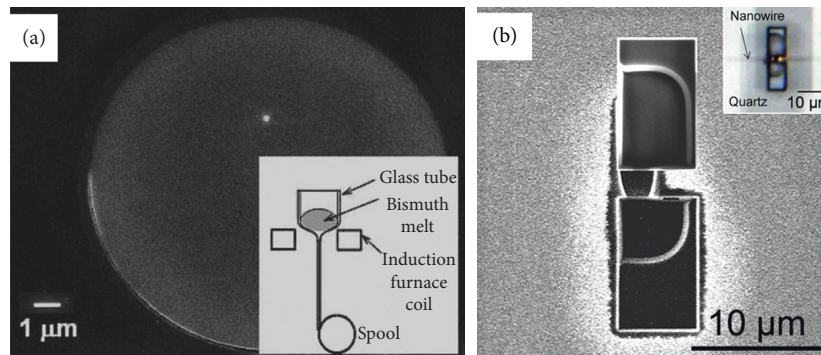 (a)
Glass tube
Bismuth
melt
Induction
furnace
coil
Spool
1 μm
(b)
Nanowire
Quartz
10 μm
10 μm